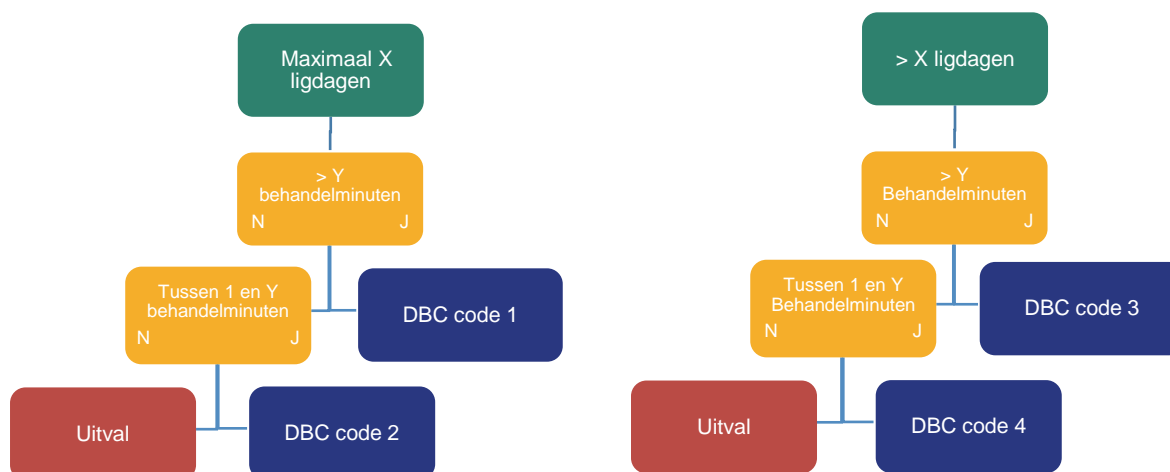 Maximaal X
ligdagen
> Y
behandelminuten
N J
Tussen 1 en Y
behandelminuten
N J
DBC code 1
Uitval
DBC code 2
> X ligdagen
> Y
Behandelminuten
N J
Tussen 1 en Y
Behandelminuten
N J
DBC code 3
Uitval
DBC code 4